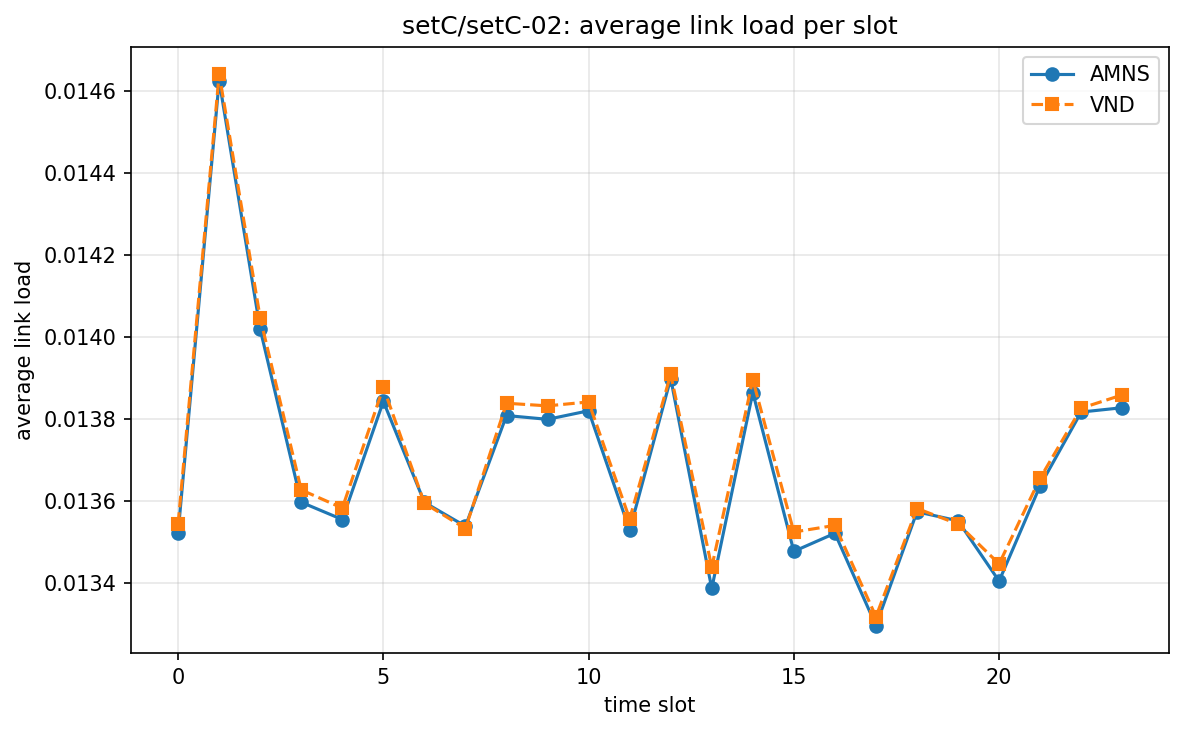 setC/setC-02: average link load per slot
AMNS
VND
average link load
0.0146
0.0144
0.0142
0.0140
0.0138
0.0136
0.0134
0 5 10 15 20
time slot